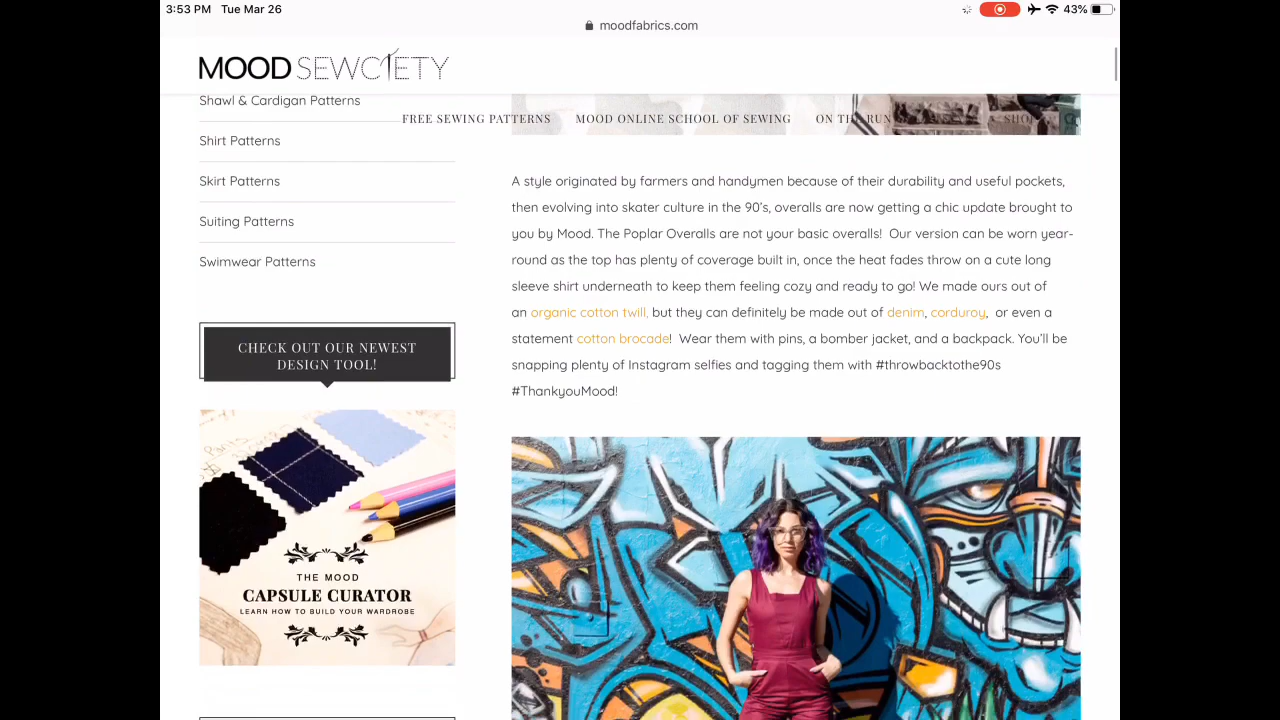 3:53 PM Tue Mar 26
43%
moodfabrics.com
MOOD SEWCIETY
FREE SEWING PATTERNS MOOD ONLINE SCHOOL OF SEWING ON THE RUN
Shawl & Cardigan Patterns
Shirt Patterns
Skirt Patterns
Suiting Patterns
Swimwear Patterns
CHECK OUT OUR NEWEST
DESIGN TOOL!
THE MOOD
CAPSULE CURATOR
LEARN HOW TO BUILD YOUR WARDROBE
A style originated by farmers and handymen because of their durability and useful pockets,
then evolving into skater culture in the 90's, overalls are now getting a chic update brought to
you by Mood. The Poplar Overalls are not your basic overalls! Our version can be worn year-
round as the top has plenty of coverage built in, once the heat fades throw on a cute long
sleeve shirt underneath to keep them feeling cozy and ready to go! We made ours out of
an organic cotton twill, but they can definitely be made out of denim, corduroy, or even a
statement cotton brocade! Wear them with pins, a bomber jacket, and a backpack. You'll be
snapping plenty of Instagram selfies and tagging them with #throwbacktothe90s
#ThankyouMood!